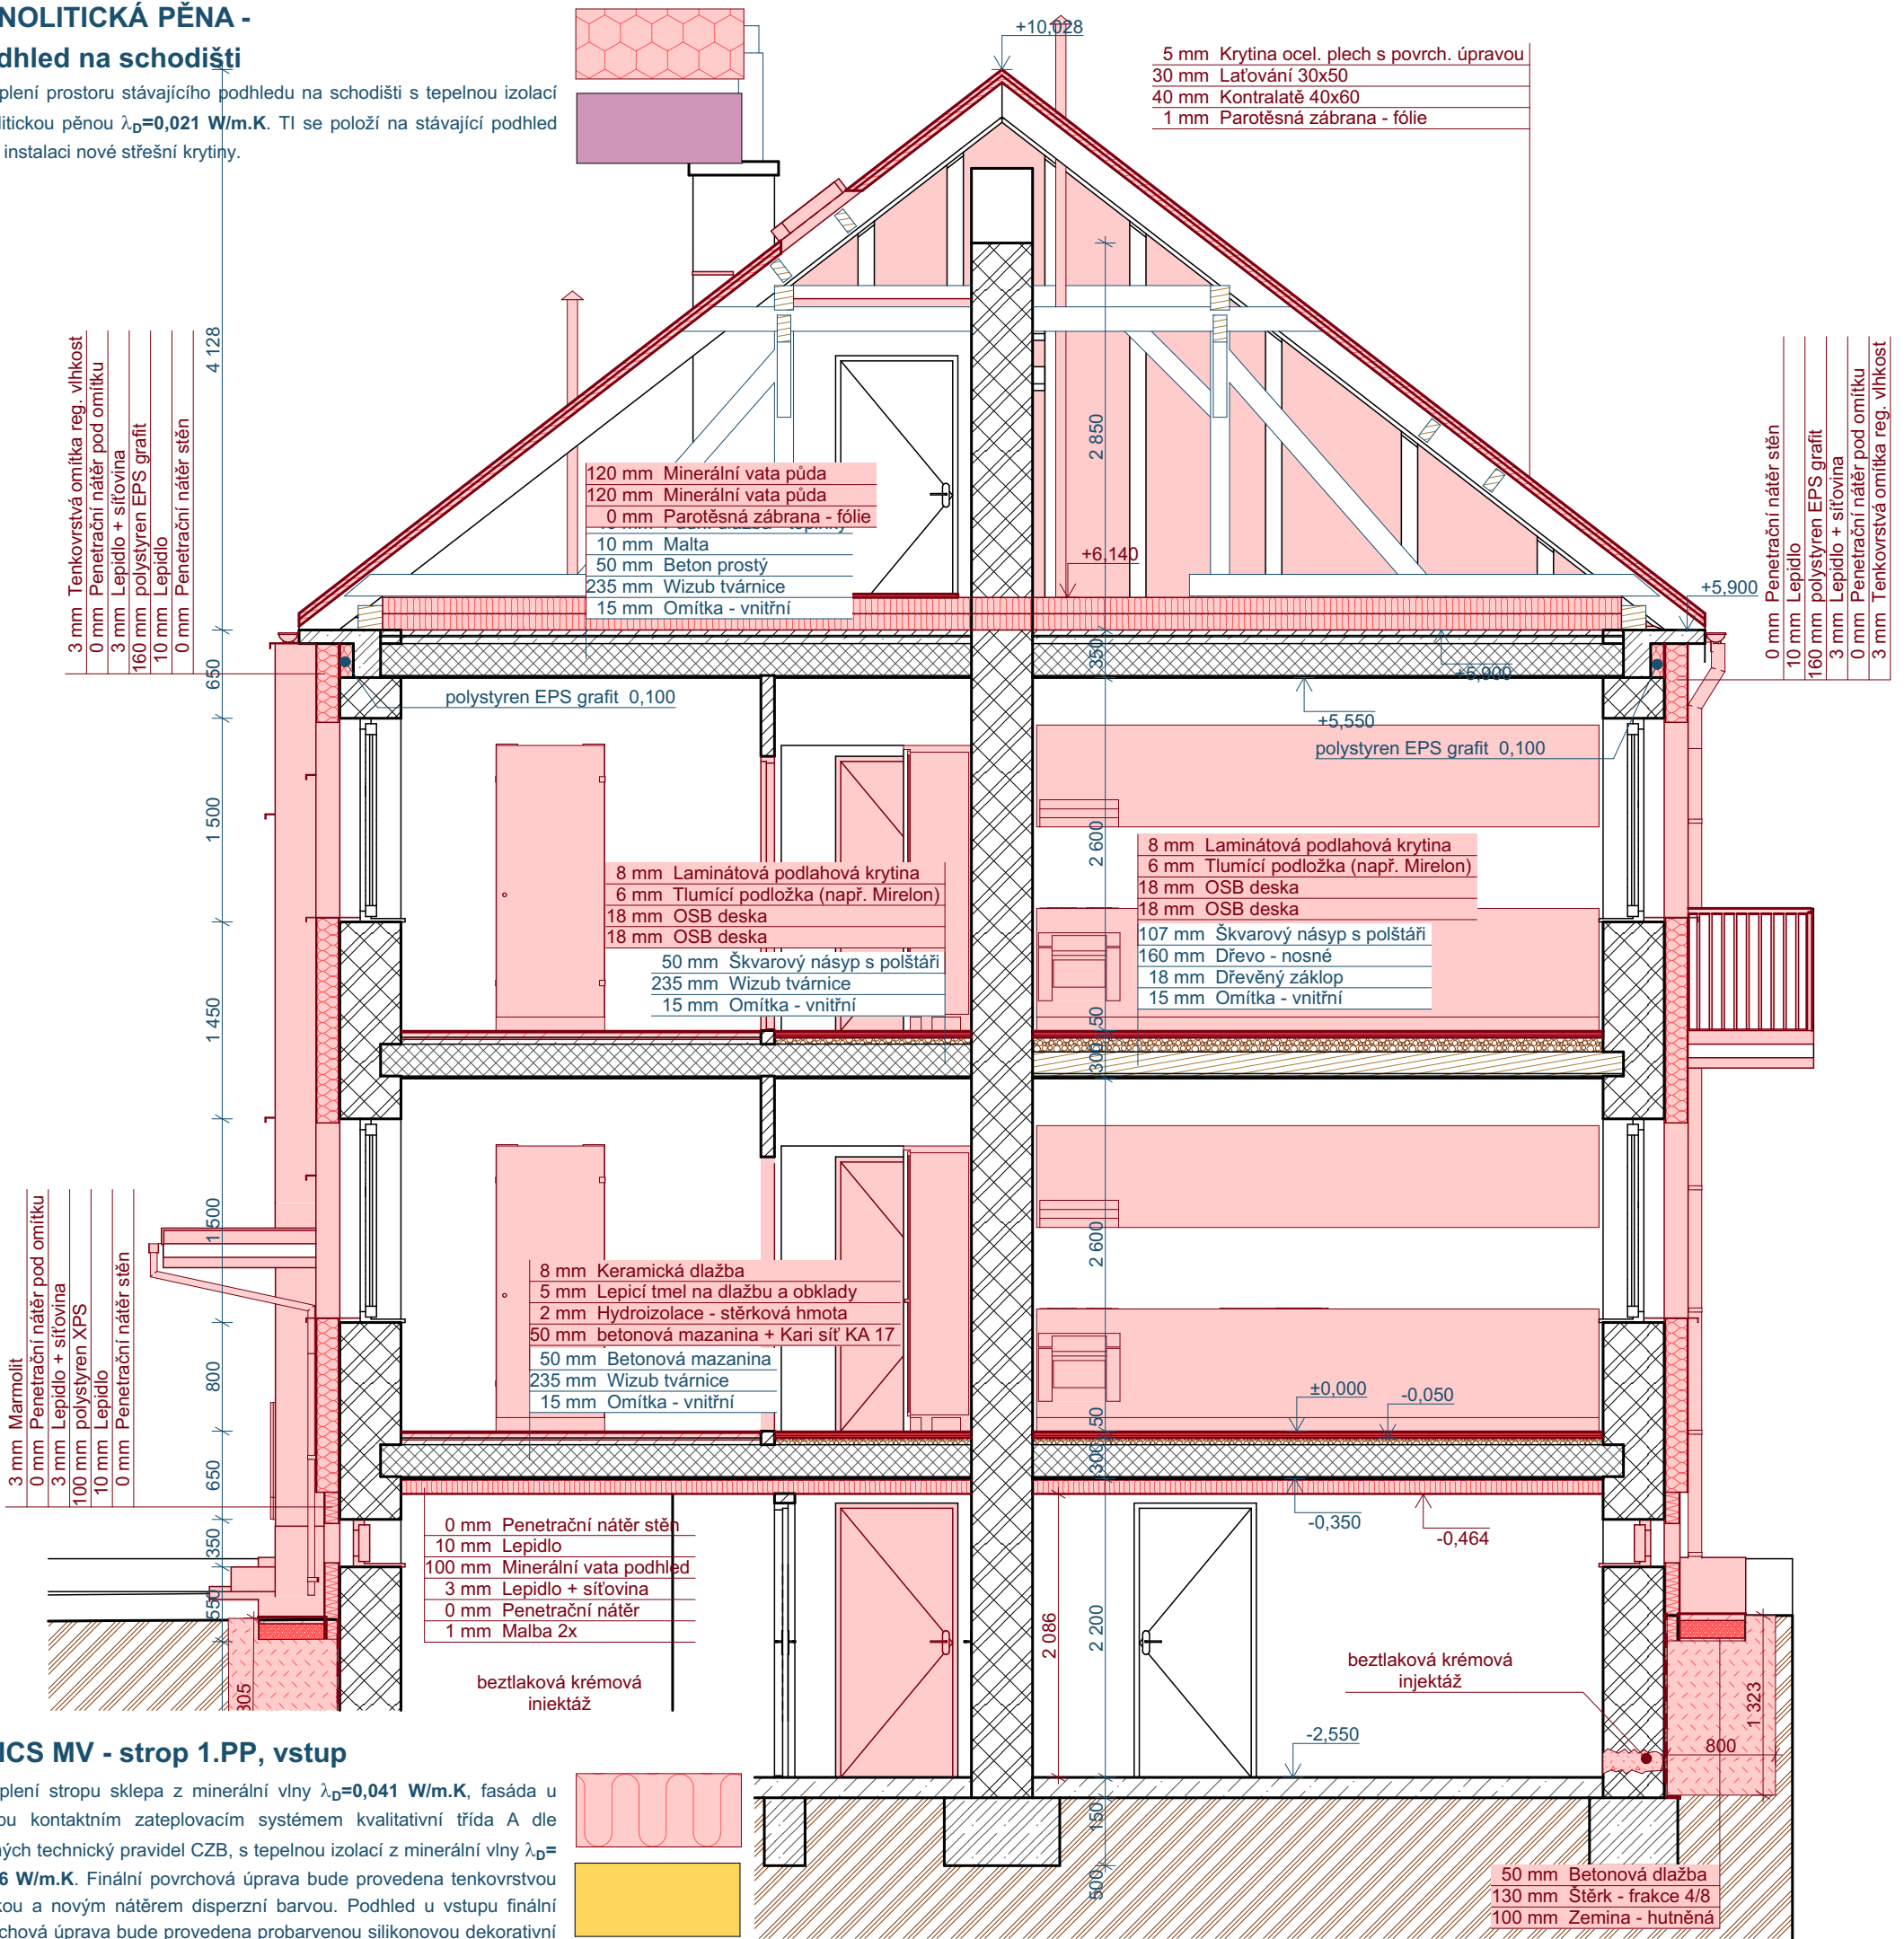 NOLITICKÁ PĚNA -
dhled na schodišti
plení prostoru stávajícího podhledu na schodišti s tepelnou izolací
litickou pěnou λD=0,021 W/m.K. TI se položí na stávající podhled
instalaci nové střešní krytiny.
+10,028
5 mm Krytina ocel. plech s povrch. úpravou
30 mm Laťování 30x50
40 mm Kontralatě 40x60
1 mm Parotěsná zábrana - fólie
4 128
3 mm Tenkovrstvá omítka reg. vlhkost
0 mm Penetrační nátěr pod omítku
3 mm Lepidlo + síťovina
160 mm polystyren EPS grafit
10 mm Lepidlo
0 mm Penetrační nátěr stěn
0 mm Penetrační nátěr stěn
10 mm Lepidlo
160 mm polystyren EPS grafit
3 mm Lepidlo + síťovina
0 mm Penetrační nátěr pod omítku
3 mm Tenkovrstvá omítka reg. vlhkost
2 850
120 mm Minerální vata půda
120 mm Minerální vata půda
0 mm Parotěsná zábrana - fólie
10 mm Malta
50 mm Beton prostý
235 mm Wizub tvárnice
15 mm Omítka - vnitřní
+6,140
+5,900
650
350
+5,900
polystyren EPS grafit 0,100
+5,550
polystyren EPS grafit 0,100
1 500
2 600
8 mm Laminátová podlahová krytina
6 mm Tlumící podložka (např. Mirelon)
18 mm OSB deska
18 mm OSB deska
50 mm Škvarový násyp s polštáři
235 mm Wizub tvárnice
15 mm Omítka - vnitřní
8 mm Laminátová podlahová krytina
6 mm Tlumící podložka (např. Mirelon)
18 mm OSB deska
18 mm OSB deska
107 mm Škvarový násyp s polštáři
160 mm Dřevo - nosné
18 mm Dřevěný záklop
15 mm Omítka - vnitřní
1 450
50
300
1 500
2 600
3 mm Marmolit
0 mm Penetrační nátěr pod omítku
3 mm Lepidlo + síťovina
100 mm polystyren XPS
10 mm Lepidlo
0 mm Penetrační nátěr stěn
8 mm Keramická dlažba
5 mm Lepicí tmel na dlažbu a obklady
2 mm Hydroizolace - stěrková hmota
50 mm betonová mazanina + Kari síť KA 17
50 mm Betonová mazanina
235 mm Wizub tvárnice
15 mm Omítka - vnitřní
800
±0,000
-0,050
50
300
650
350
550
-0,350
-0,464
0 mm Penetrační nátěr stěn
10 mm Lepidlo
100 mm Minerální vata podhled
3 mm Lepidlo + síťovina
0 mm Penetrační nátěr
1 mm Malba 2x
2 086
2 200
beztlaková krémová
injektáž
beztlaková krémová
injektáž
805
1 323
800
-2,550
150
500
ICS MV - strop 1.PP, vstup
plení stropu sklepa z minerální vlny λD=0,041 W/m.K, fasáda u
pu kontaktním zateplovacím systémem kvalitativní třída A dle
ných technický pravidel CZB, s tepelnou izolací z minerální vlny λD=
6 W/m.K. Finální povrchová úprava bude provedena tenkovrstvou
kou a novým nátěrem disperzní barvou. Podhled u vstupu finální
chová úprava bude provedena probarvenou silikonovou dekorativní
50 mm Betonová dlažba
130 mm Štěrk - frakce 4/8
100 mm Zemina - hutněná